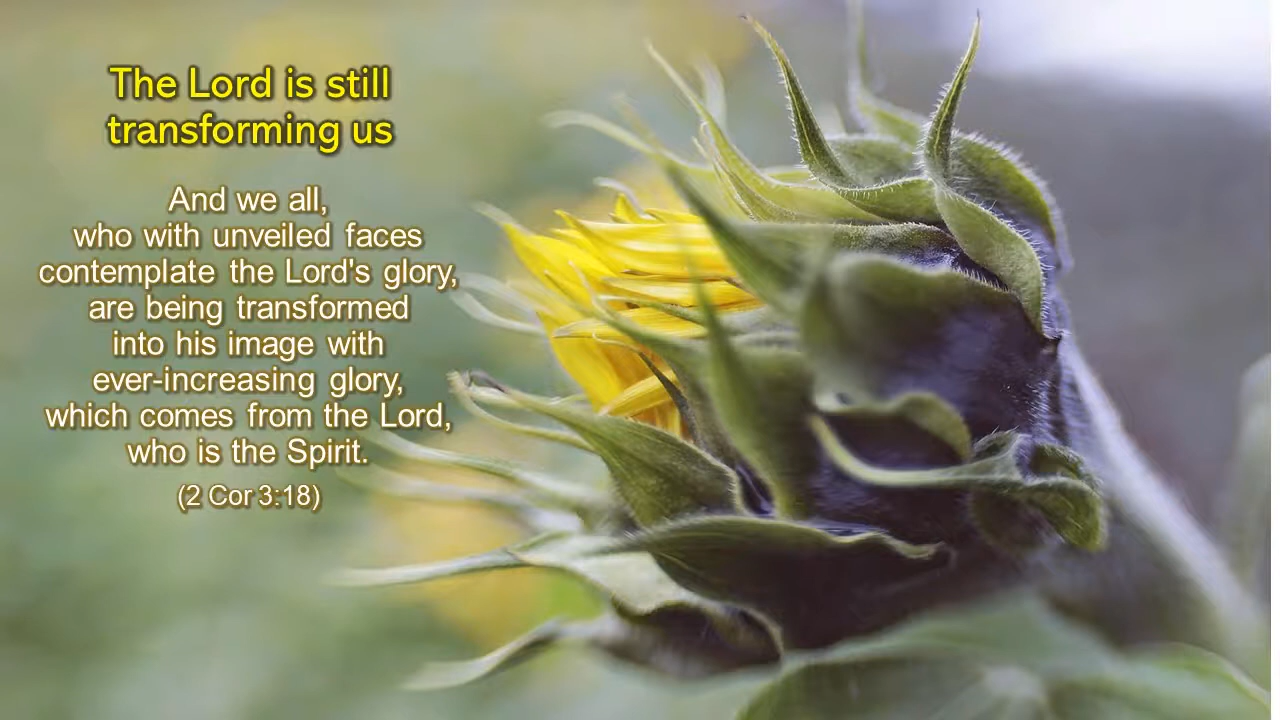 The Lord is still
transforming us
And we all,
who with unveiled faces
contemplate the Lord's glory,
are being transformed
into his image with
ever-increasing glory,
which comes from the Lord,
who is the Spirit.
(2 Cor 3:18)